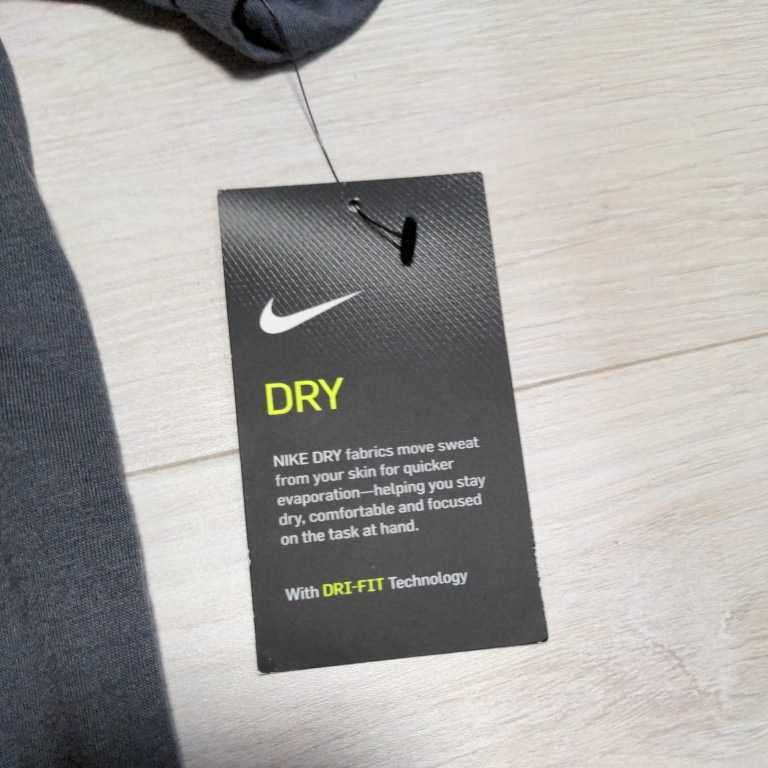 DRY
NIKE DRY fabrics move sweat
from your skin for quicker
evaporation—helping you stay
dry, comfortable and focused
on the task at hand.
With DRI-FIT Technology